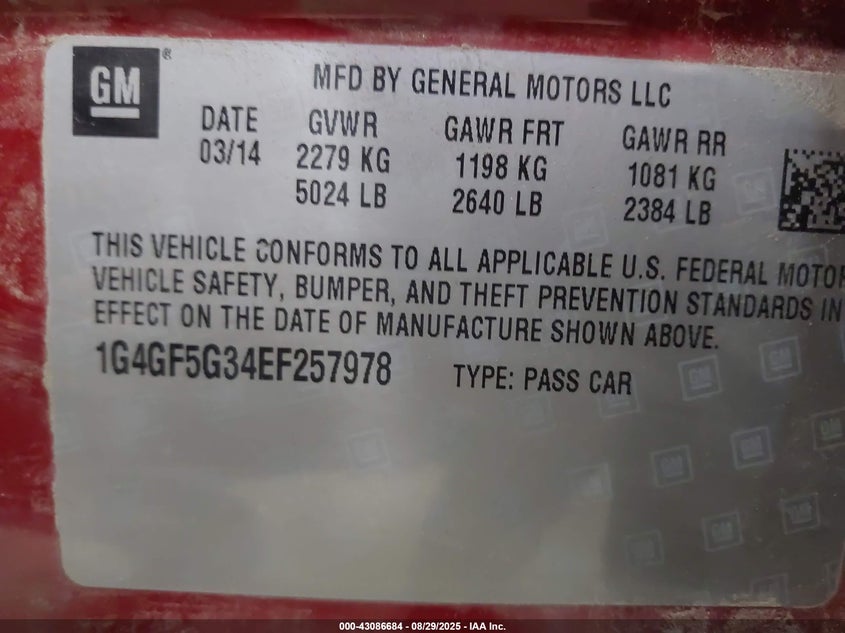 GM®
MFD BY GENERAL MOTORS LLC
DATE GVWR GAWR FRT GAWR RR
03/14 2279 KG 1198 KG 1081 KG
5024 LB 2640 LB 2384 LB
THIS VEHICLE CONFORMS TO ALL APPLICABLE U.S. FEDERAL MOTOR
VEHICLE SAFETY, BUMPER, AND THEFT PREVENTION STANDARDS IN
EFFECT ON THE DATE OF MANUFACTURE SHOWN ABOVE.
1G4GF5G34EF257978 TYPE: PASS CAR
000-43086684 - 08/29/2025 - IAA Inc.